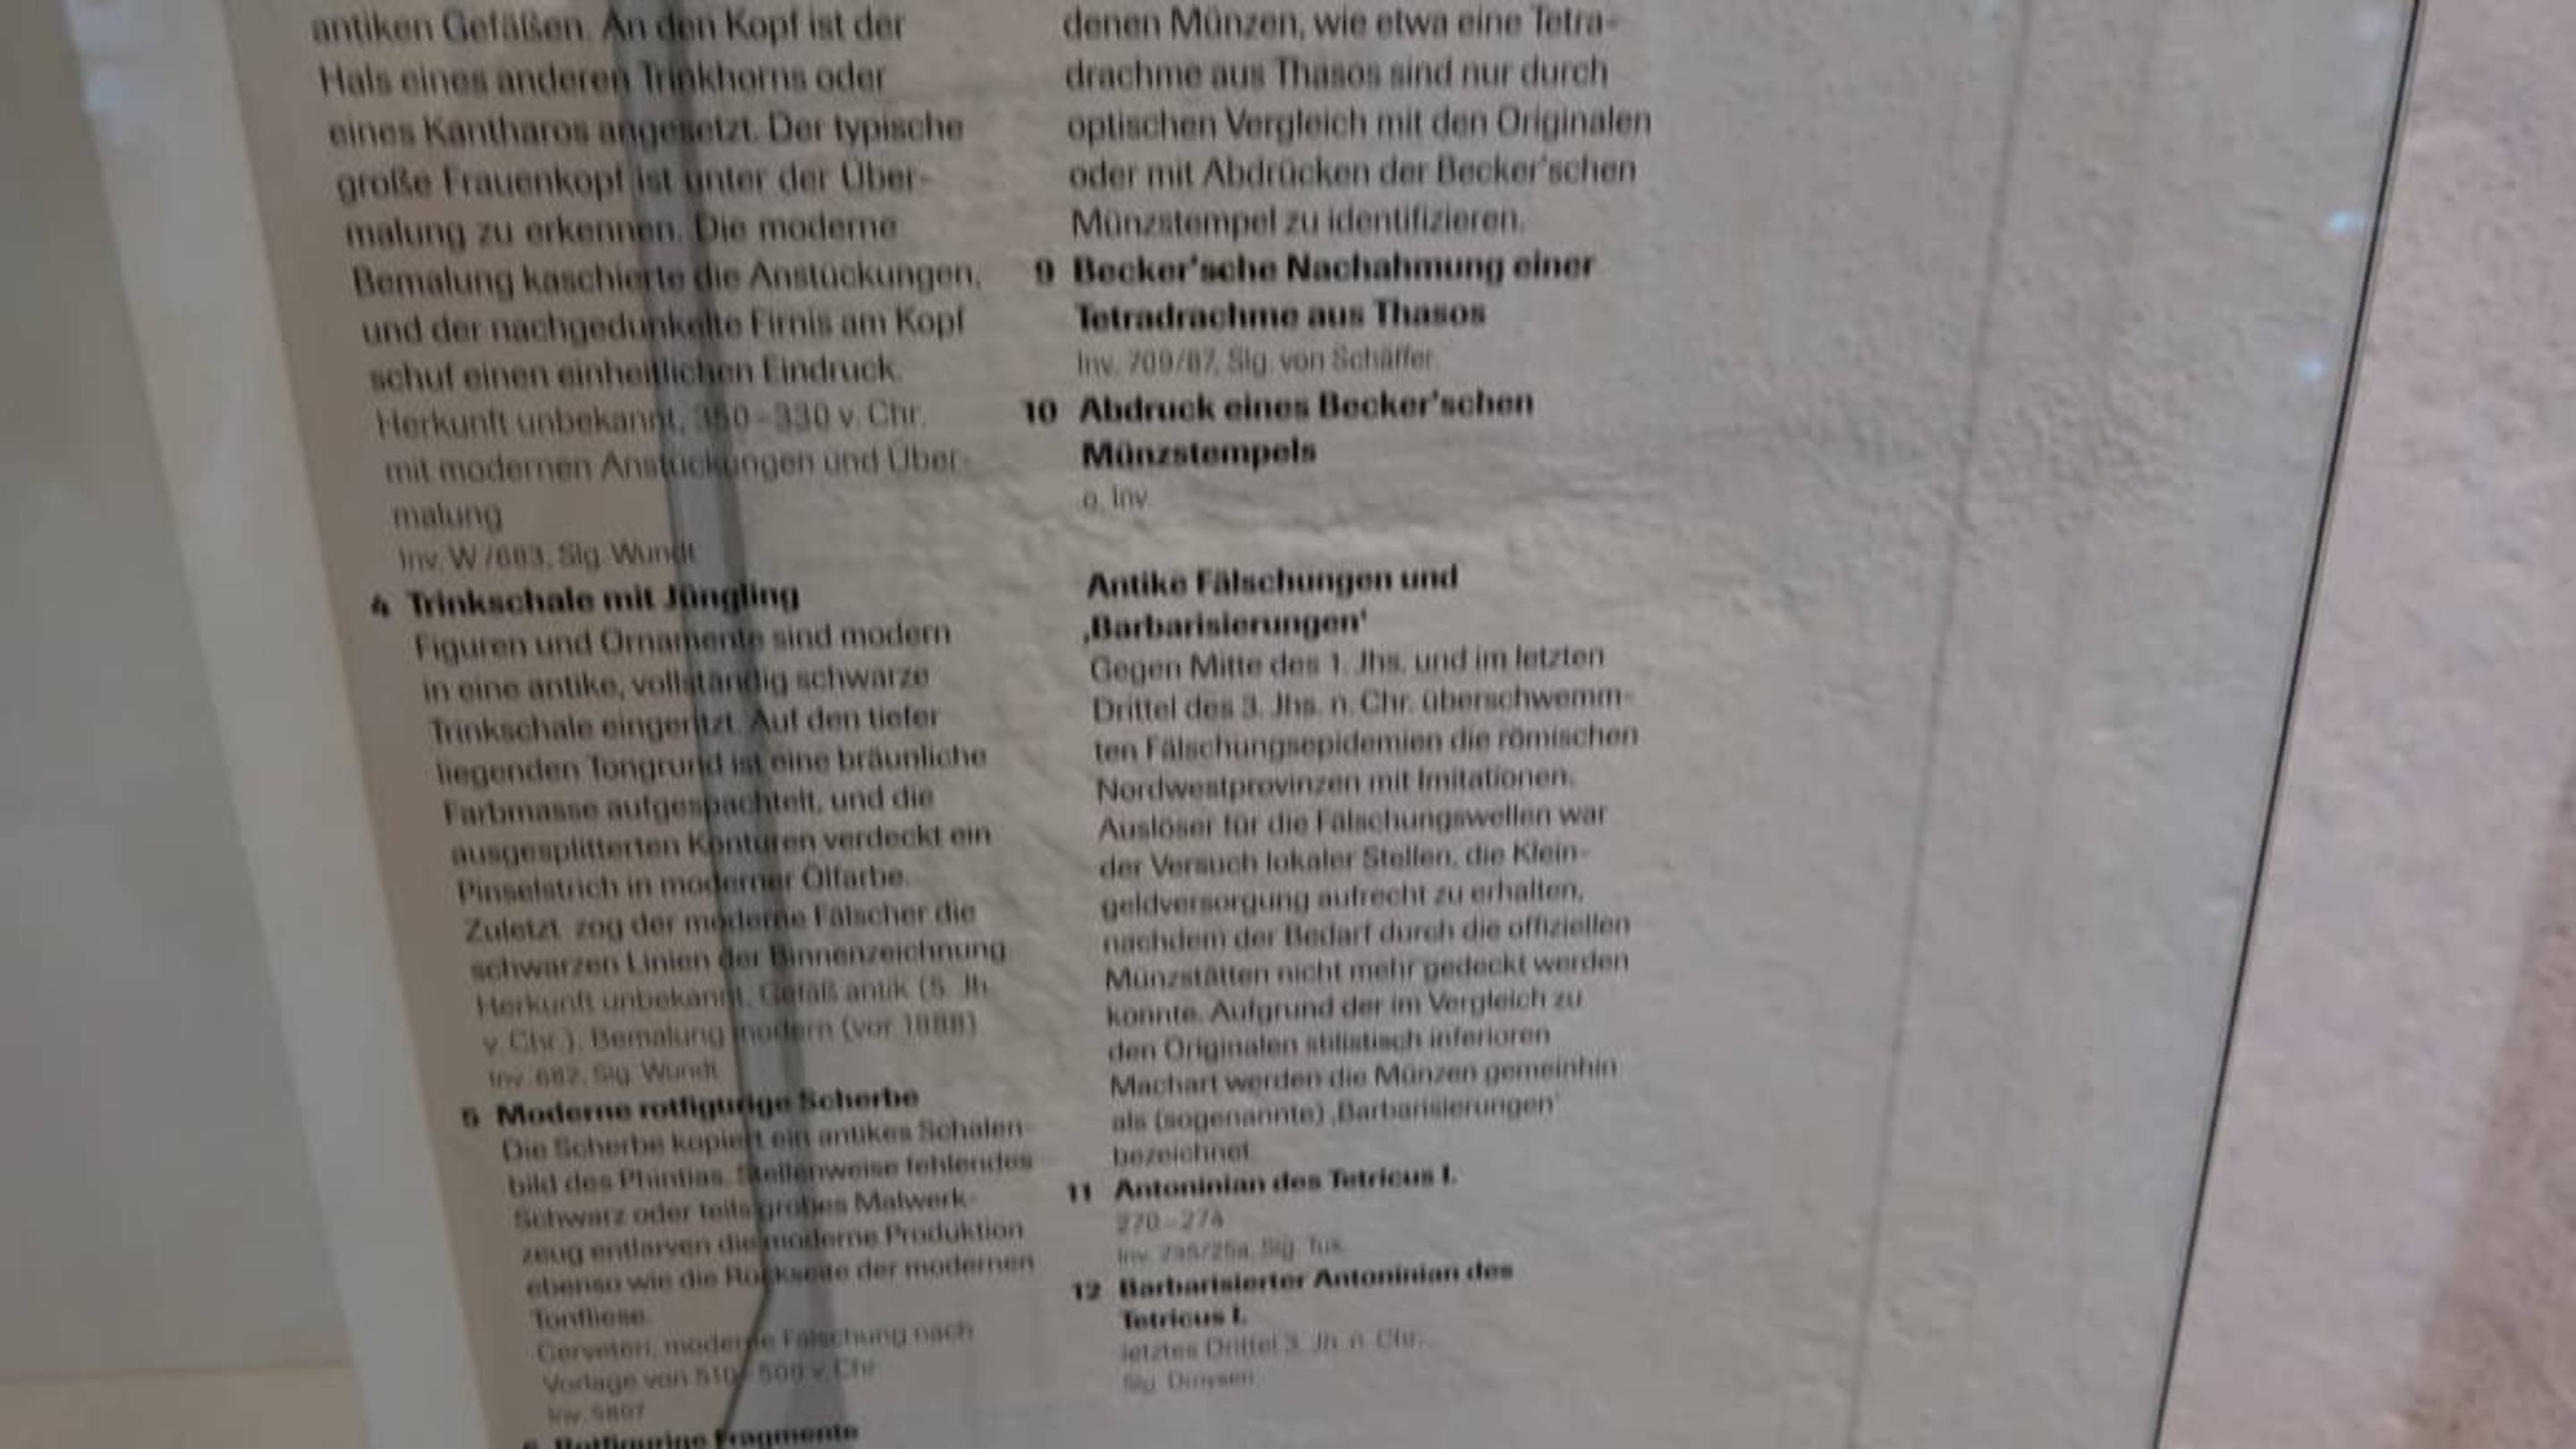 antiken Gefäßen. An den Kopf ist der
Hals eines anderen Trinkhorns oder
eines Kantharos angesetzt. Der typische
große Frauenkopf ist unter der Über-
malung zu erkennen. Die moderne
Bemalung kaschierte die Anstückungen,
und der nachgedunkelte Firnis am Kopf
schuf einen einheitlichen Eindruck.
Herkunft unbekannt, 350–330 v. Chr.
mit modernen Anstückungen und Über-
malung
Inv. W/683, Slg. Wundt
4 Trinkschale mit Jüngling
Figuren und Ornamente sind modern
in eine antike, vollständig schwarze
Trinkschale eingeritzt. Auf den tiefer
liegenden Tongrund ist eine bräunliche
Farbmasse aufgespachtelt, und die
ausgesplitterten Konturen verdeckt ein
Pinselstrich in moderner Ölfarbe.
Zuletzt zog der moderne Fälscher die
schwarzen Linien der Binnenzeichnung
Herkunft unbekannt, Gefäß antik (5. Jh.
v. Chr.), Bemalung modern (vor 1888)
Inv. 682, Slg. Wundt
5 Moderne rotfigurige Scherbe
Die Scherbe kopiert ein antikes Schalen-
bild des Phintias. Stellenweise fehlendes
Schwarz oder teils grobes Malwerk-
zeug entlarven die moderne Produktion
ebenso wie die Rückseite der modernen
Tonfliese.
Cerveteri, moderne Fälschung nach
Vorlage von 510–500 v. Chr.
Inv. 5807
6 Rotfigurige Fragmente
denen Münzen, wie etwa eine Tetra-
drachme aus Thasos sind nur durch
optischen Vergleich mit den Originalen
oder mit Abdrücken der Becker'schen
Münzstempel zu identifizieren.
9 Becker'sche Nachahmung einer
Tetradrachme aus Thasos
Inv. 709/87, Slg. von Schäffer
10 Abdruck eines Becker'schen
Münzstempels
o. Inv.
Antike Fälschungen und
‚Barbarisierungen'
Gegen Mitte des 1. Jhs. und im letzten
Drittel des 3. Jhs. n. Chr. überschwemm-
ten Fälschungsepidemien die römischen
Nordwestprovinzen mit Imitationen.
Auslöser für die Fälschungswellen war
der Versuch lokaler Stellen, die Klein-
geldversorgung aufrecht zu erhalten,
nachdem der Bedarf durch die offiziellen
Münzstätten nicht mehr gedeckt werden
konnte. Aufgrund der im Vergleich zu
den Originalen stilistisch inferioren
Machart werden die Münzen gemeinhin
als (sogenannte) ‚Barbarisierungen'
bezeichnet.
11 Antoninian des Tetricus I.
270–274
Inv. Slg. Tux
12 Barbarisierter Antoninian des
Tetricus I.
letztes Drittel 3. Jh. n. Chr.
Slg. Droysen